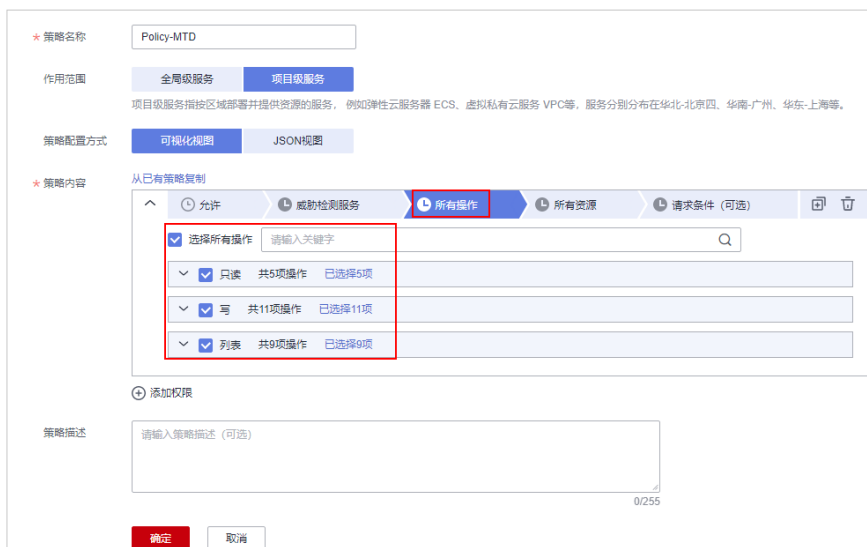 * 策略名称 Policy-MTD
作用范围 全局级服务 项目级服务
项目级服务指按区域部署并提供资源的服务， 例如弹性云服务器 ECS、虚拟私有云服务 VPC等，服务分别分布在华北-北京四、华南-广州、华东-上海等。
策略配置方式 可视化视图 JSON视图
* 策略内容 从已有策略复制
允许 威胁检测服务 所有操作 所有资源 请求条件（可选）
选择所有操作 请输入关键字
只读 共5项操作 已选择5项
写 共11项操作 已选择11项
列表 共9项操作 已选择9项
添加权限
策略描述 请输入策略描述（可选）
0/255
确定 取消